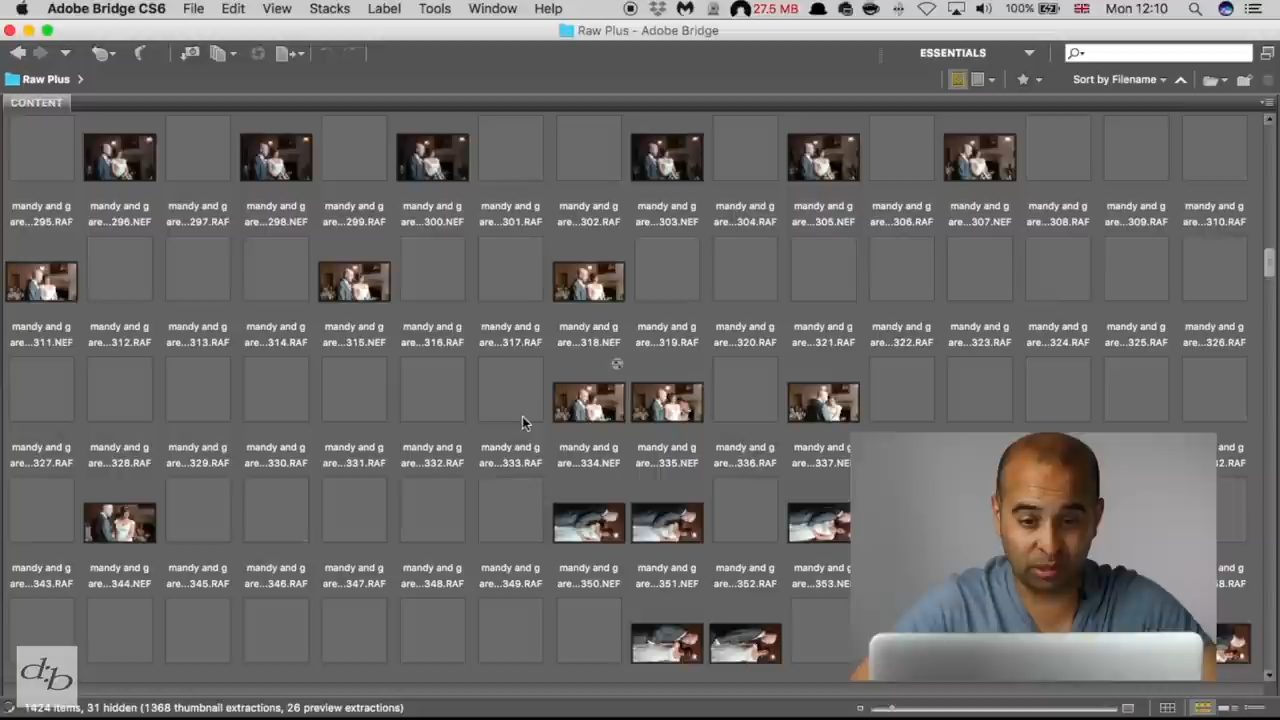 Adobe Bridge CS6 File Edit View Stacks Label Tools Window Help 27.5 MB 100% Mon 12:10
Raw Plus - Adobe Bridge
ESSENTIALS
Raw Plus Sort by Filename
CONTENT
mandy and g mandy and g mandy and g mandy and g mandy and g mandy and g mandy and g mandy and g mandy and g mandy and g mandy and g mandy and g mandy and g mandy and g mandy and g mandy and g
are...295.RAF are...296.NEF are...297.RAF are...298.NEF are...299.RAF are...300.NEF are...301.RAF are...302.RAF are...303.NEF are...304.RAF are...305.NEF are...306.RAF are...307.NEF are...308.RAF are...309.RAF are...310.RAF
mandy and g mandy and g mandy and g mandy and g mandy and g mandy and g mandy and g mandy and g mandy and g mandy and g mandy and g mandy and g mandy and g mandy and g mandy and g mandy and g
are...311.NEF are...312.RAF are...313.RAF are...314.RAF are...315.NEF are...316.RAF are...317.RAF are...318.NEF are...319.RAF are...320.RAF are...321.RAF are...322.RAF are...323.RAF are...324.RAF are...325.RAF are...326.RAF
mandy and g mandy and g mandy and g mandy and g mandy and g mandy and g mandy and g mandy and g mandy and g mandy and g mandy and g
are...327.RAF are...328.RAF are...329.RAF are...330.RAF are...331.RAF are...332.RAF are...333.RAF are...334.NEF are...335.NEF are...336.RAF are...337.NEF 2.RAF
mandy and g mandy and g mandy and g mandy and g mandy and g mandy and g mandy and g mandy and g mandy and g mandy and g mandy and g
are...343.RAF are...344.NEF are...345.RAF are...346.RAF are...347.RAF are...348.RAF are...349.RAF are...350.NEF are...351.NEF are...352.RAF are...353.NEF 8.RAF
d:b
1424 items, 31 hidden (1368 thumbnail extractions, 26 preview extractions)